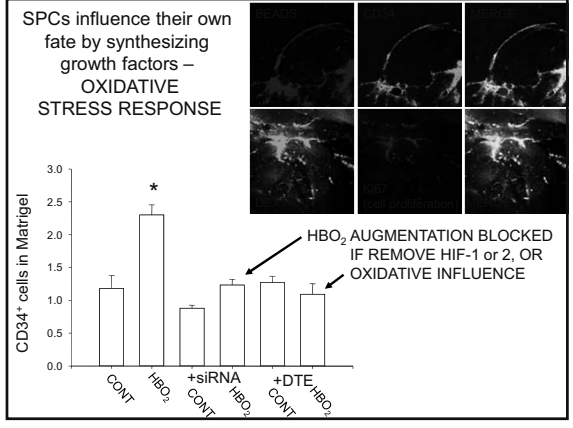 SPCs influence their own
fate by synthesizing
growth factors –
OXIDATIVE
STRESS RESPONSE
BEADS
CD34
MERGE
Ki67
(cell proliferation)
CD34⁺ cells in Matrigel
3.0
2.5
2.0
1.5
1.0
0.5
0.0
*
HBO₂ AUGMENTATION BLOCKED
IF REMOVE HIF-1 or 2, OR
OXIDATIVE INFLUENCE
+siRNA
+DTE
CONT
HBO₂
CONT
HBO₂
CONT
HBO₂